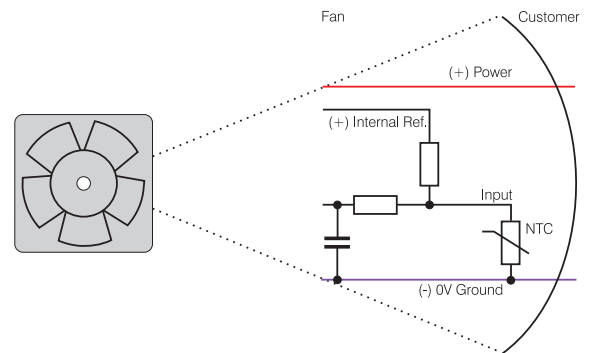 Fan
Customer
(+) Power
(+) Internal Ref.
Input
NTC
(-) 0V Ground